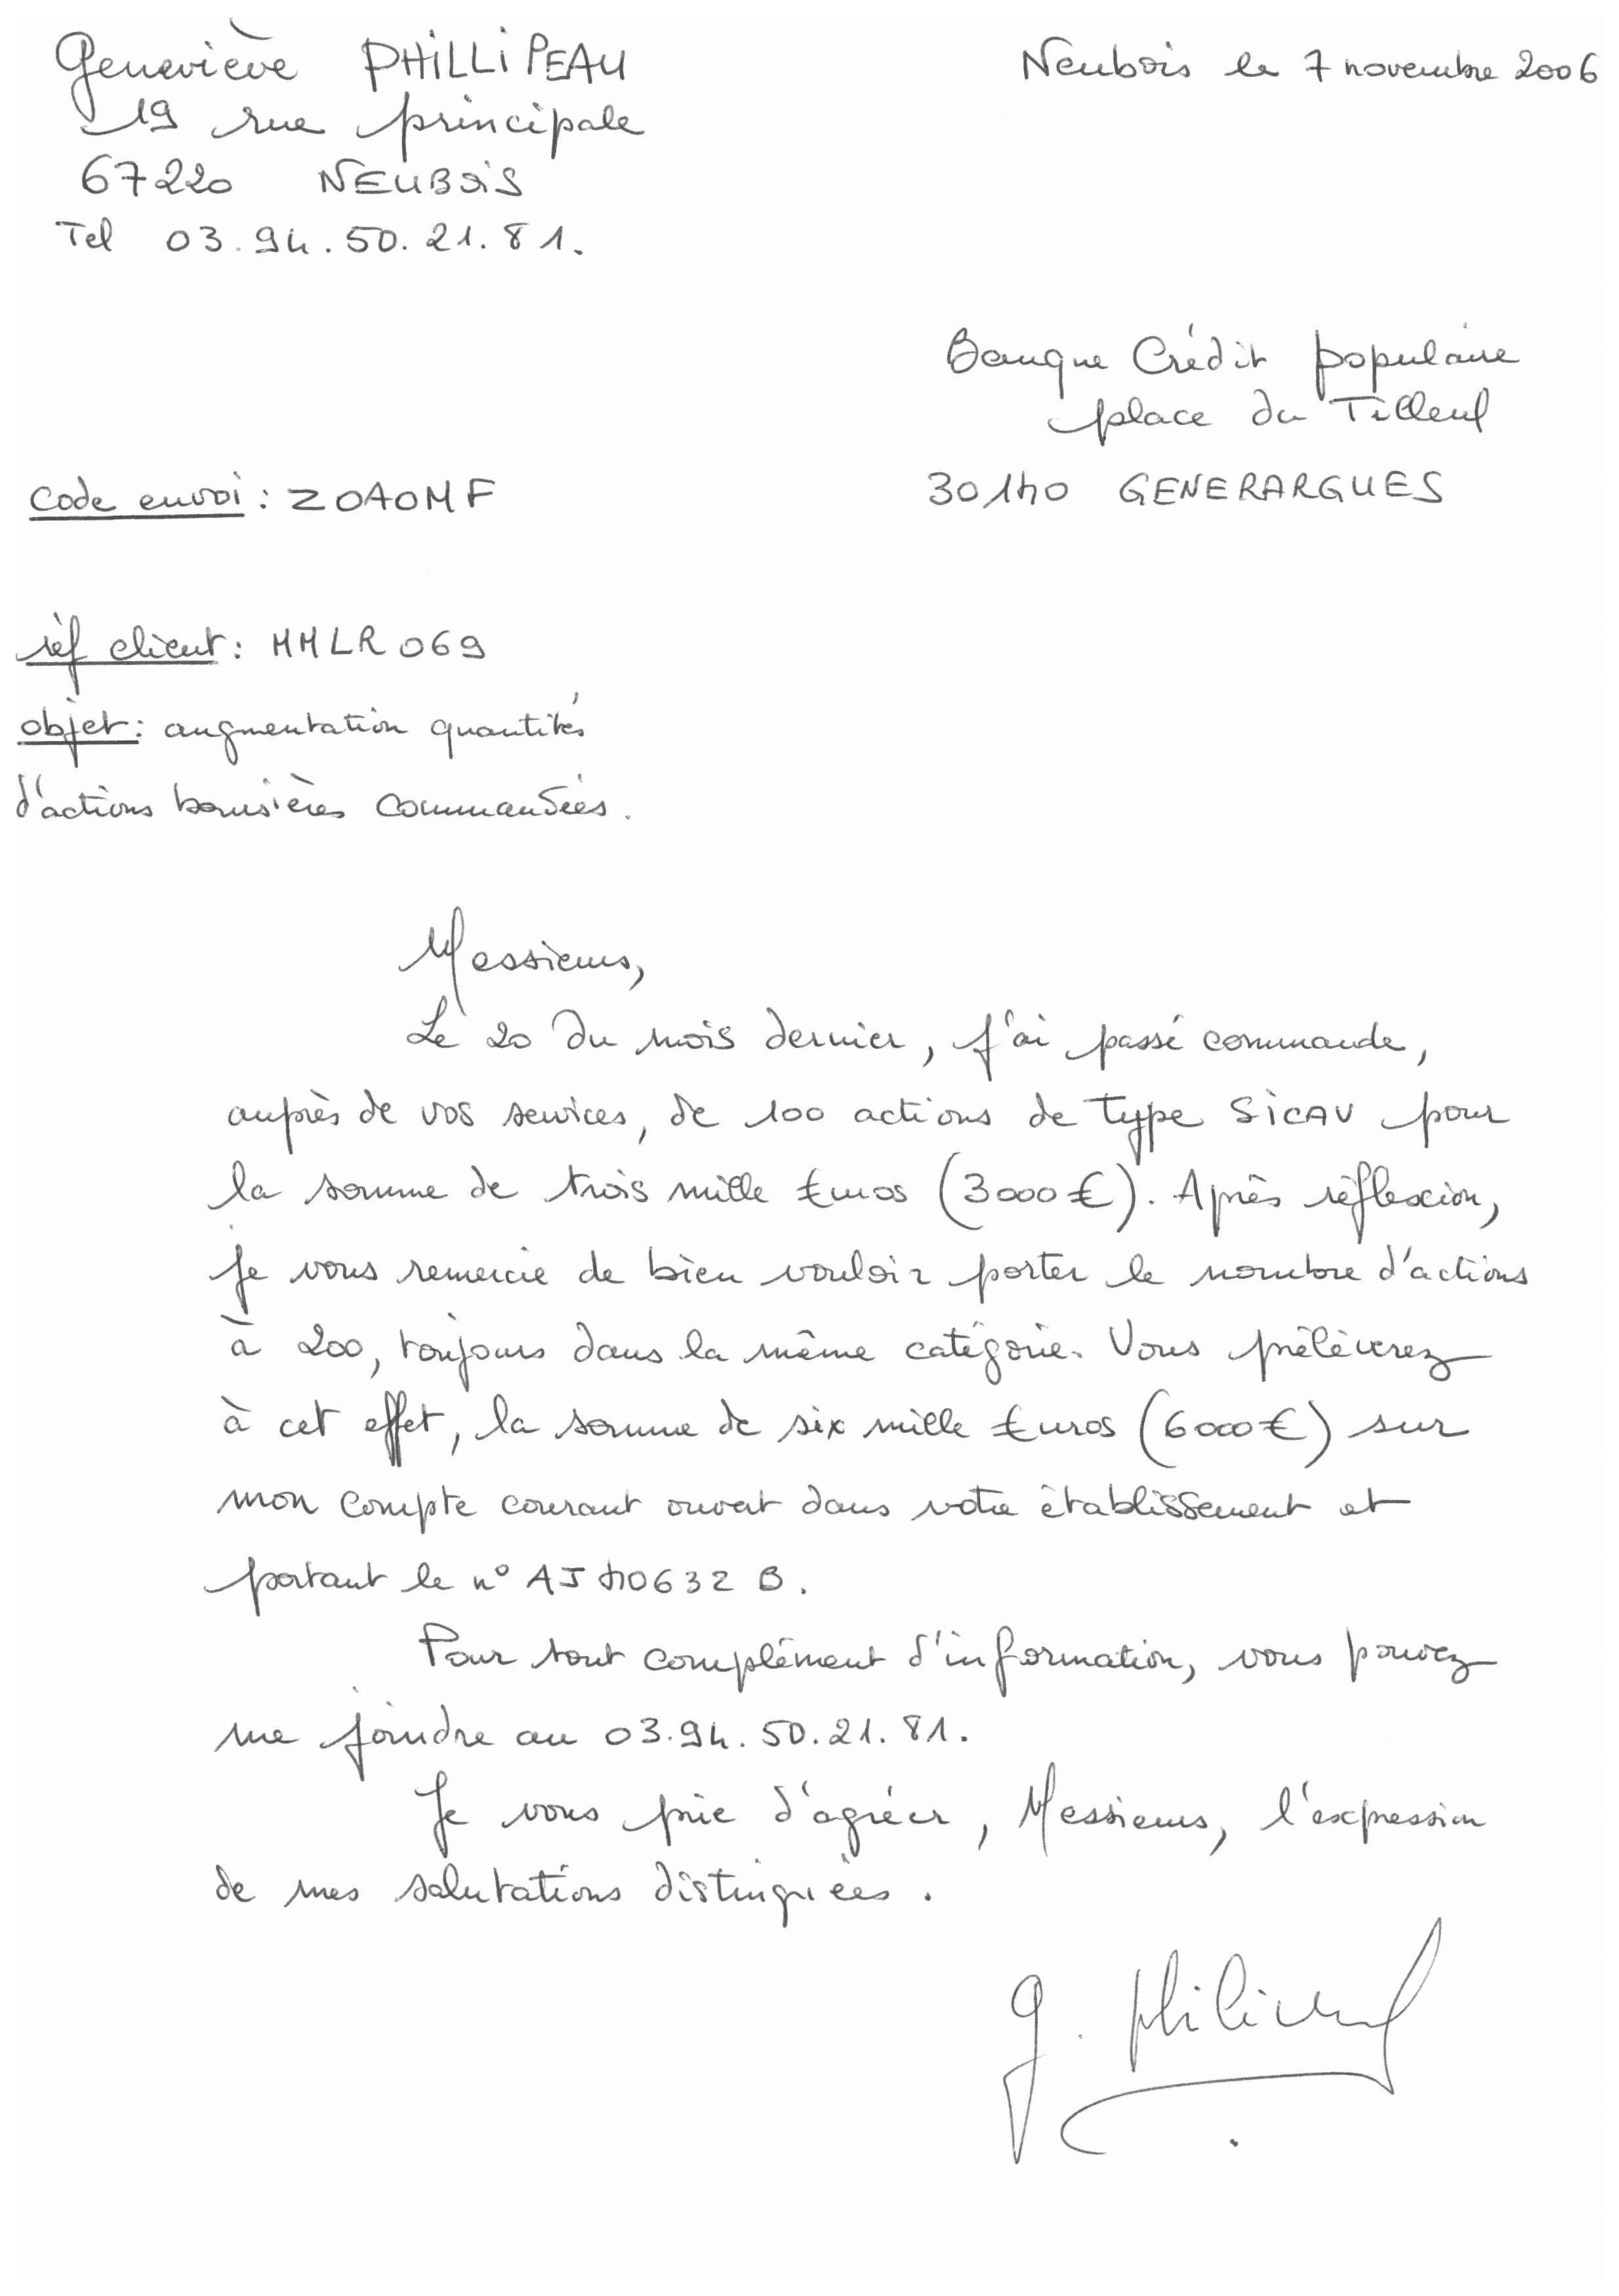 Geneviève PHILLIPEAU
19 rue principale
67220 NEUBOIS
Tel 03.94.50.21.81.
Neubois le 7 novembre 2006
Banque Crédit populaire
place du Tilleul
30140 GENERARGUES
Code envoi : ZOAOMF
réf client : MMLR069
objet : augmentation quantités
d'actions boursières commandées.
Messieurs,
Le 20 du mois dernier, j'ai passé commande,
auprès de vos services, de 100 actions de type SICAV pour
la somme de trois mille Euros (3000€). Après réflexion,
je vous remercie de bien vouloir porter le nombre d'actions
à 200, toujours dans la même catégorie. Vous prélèverez
à cet effet, la somme de six mille Euros (6000€) sur
mon compte courant ouvert dans votre établissement et
portant le n°
Pour tout complément d'information, vous pouvez
me joindre au 03.94.50.21.81.
Je vous prie d'agréer, Messieurs, l'expression
de mes salutations distinguées.